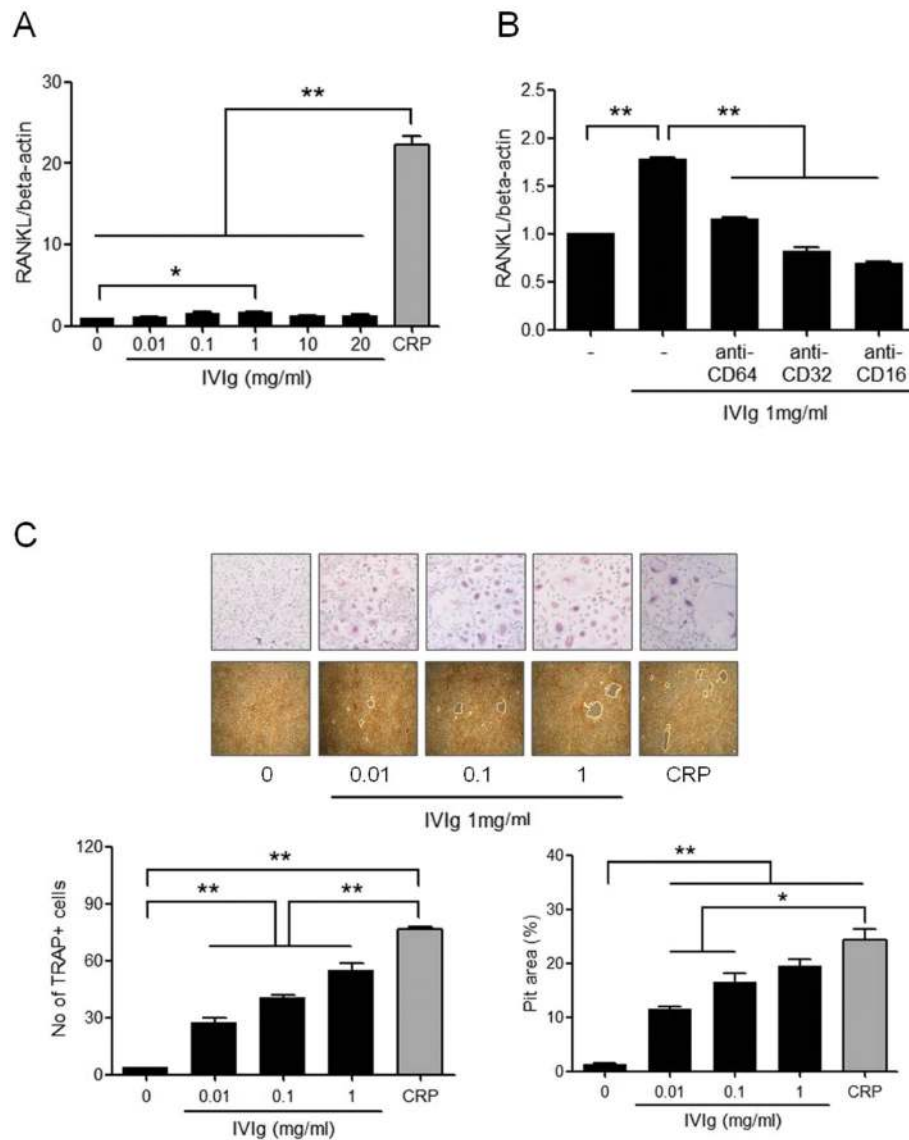 A
RANKL/beta-actin
30
20
10
0
**
*
0
0.01
0.1
1
10
20
CRP
IVIg (mg/ml)
B
RANKL/beta-actin
2.5
2.0
1.5
1.0
0.5
0.0
**
**
-
-
anti-
CD64
anti-
CD32
anti-
CD16
IVIg 1mg/ml
C
0
0.01
0.1
1
CRP
IVIg 1mg/ml
No of TRAP+ cells
120
90
60
30
0
**
**
**
0
0.01
0.1
1
CRP
IVIg (mg/ml)
Pit area (%)
40
30
20
10
0
**
*
0
0.01
0.1
1
CRP
IVIg (mg/ml)